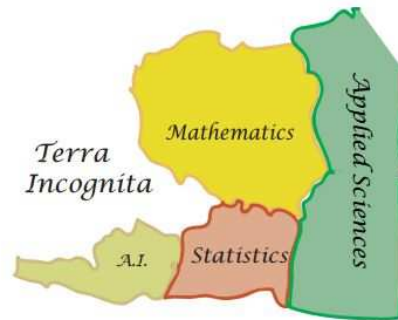 Mathematics
Applied Sciences
Terra
Incognita
A.I.
Statistics